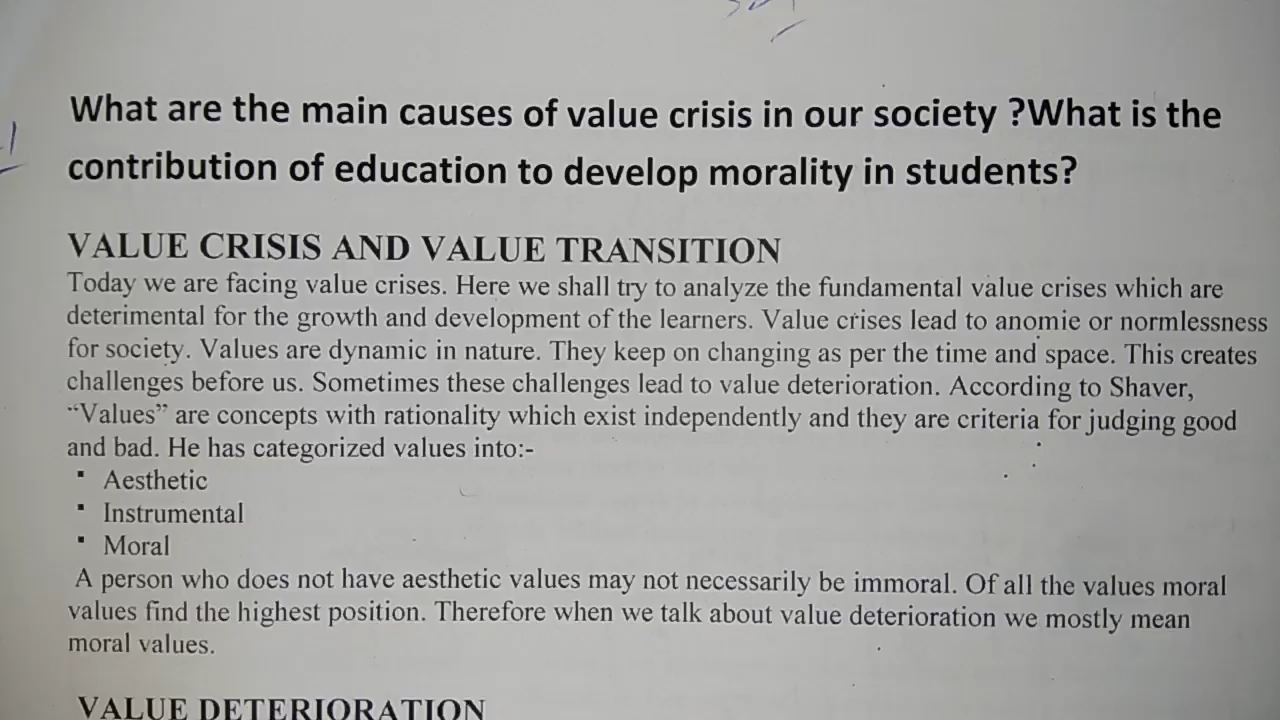 What are the main causes of value crisis in our society ?What is the
contribution of education to develop morality in students?
VALUE CRISIS AND VALUE TRANSITION
Today we are facing value crises. Here we shall try to analyze the fundamental value crises which are
deterimental for the growth and development of the learners. Value crises lead to anomie or normlessness
for society. Values are dynamic in nature. They keep on changing as per the time and space. This creates
challenges before us. Sometimes these challenges lead to value deterioration. According to Shaver,
“Values” are concepts with rationality which exist independently and they are criteria for judging good
and bad. He has categorized values into:-
▪ Aesthetic
▪ Instrumental
▪ Moral
A person who does not have aesthetic values may not necessarily be immoral. Of all the values moral
values find the highest position. Therefore when we talk about value deterioration we mostly mean
moral values.
VALUE DETERIORATION